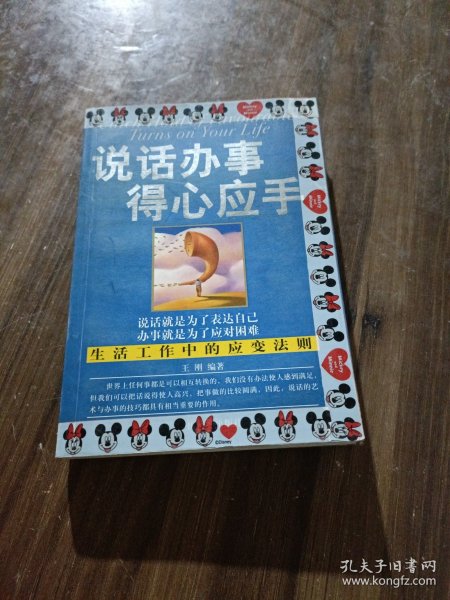 Turns on Your Life
说话办事
得心应手
说话就是为了表达自己
办事就是为了应对困难
生活工作中的应变法则
王刚 编著
世界上任何事都是可以相互转换的，我们没有办法使人感到满足，
但我们可以把话说得使人高兴，把事做的比较圆满，因此，说话的艺
术与办事的技巧都具有相当重要的作用。
©Disney
孔夫子旧书网
www.kongfz.com